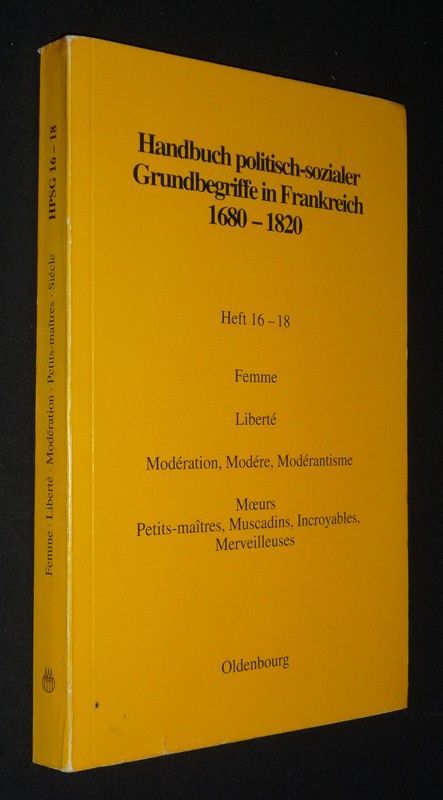 Handbuch politisch-sozialer
Grundbegriffe in Frankreich
1680 – 1820
Heft 16 – 18
Femme
Liberté
Modération, Modére, Modérantisme
Mœurs
Petits-maîtres, Muscadins, Incroyables,
Merveilleuses
Oldenbourg
Femme · Liberté · Modération · Petits-maîtres · Siécle HPSG 16 – 18